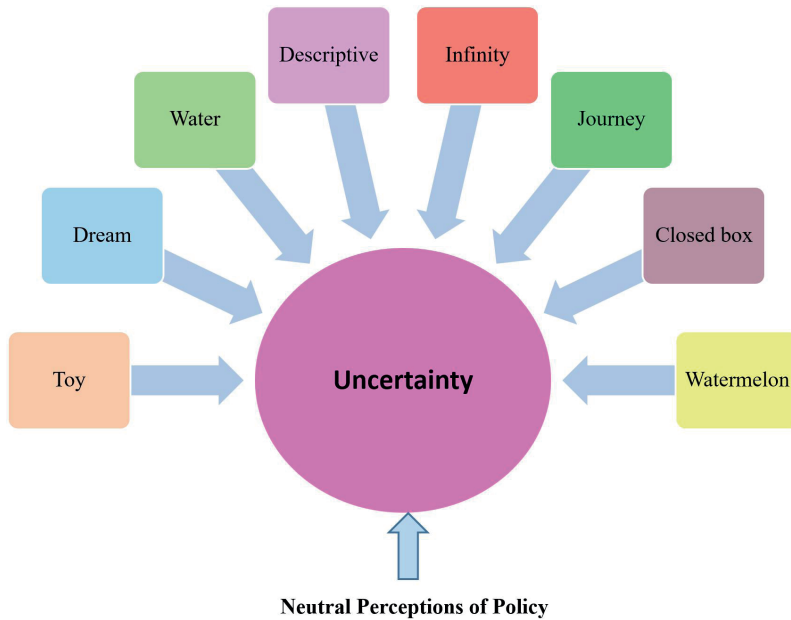 Descriptive
Infinity
Water
Journey
Dream
Closed box
Toy
Uncertainty
Watermelon
Neutral Perceptions of Policy